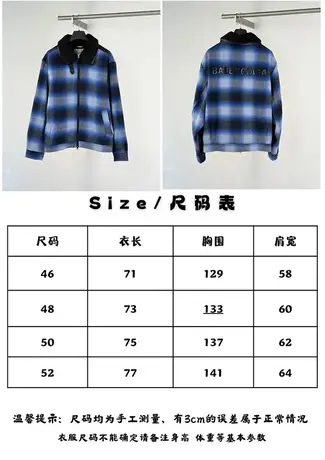 Size/尺码表
尺码 衣长 胸围 肩宽
46 71 129 58
48 73 133 60
50 75 137 62
52 77 141 64
温馨提示：尺码均为手工测量、有3cm的误差属于正常情况
衣服尺码不能确定请备注身高 体重等基本参数